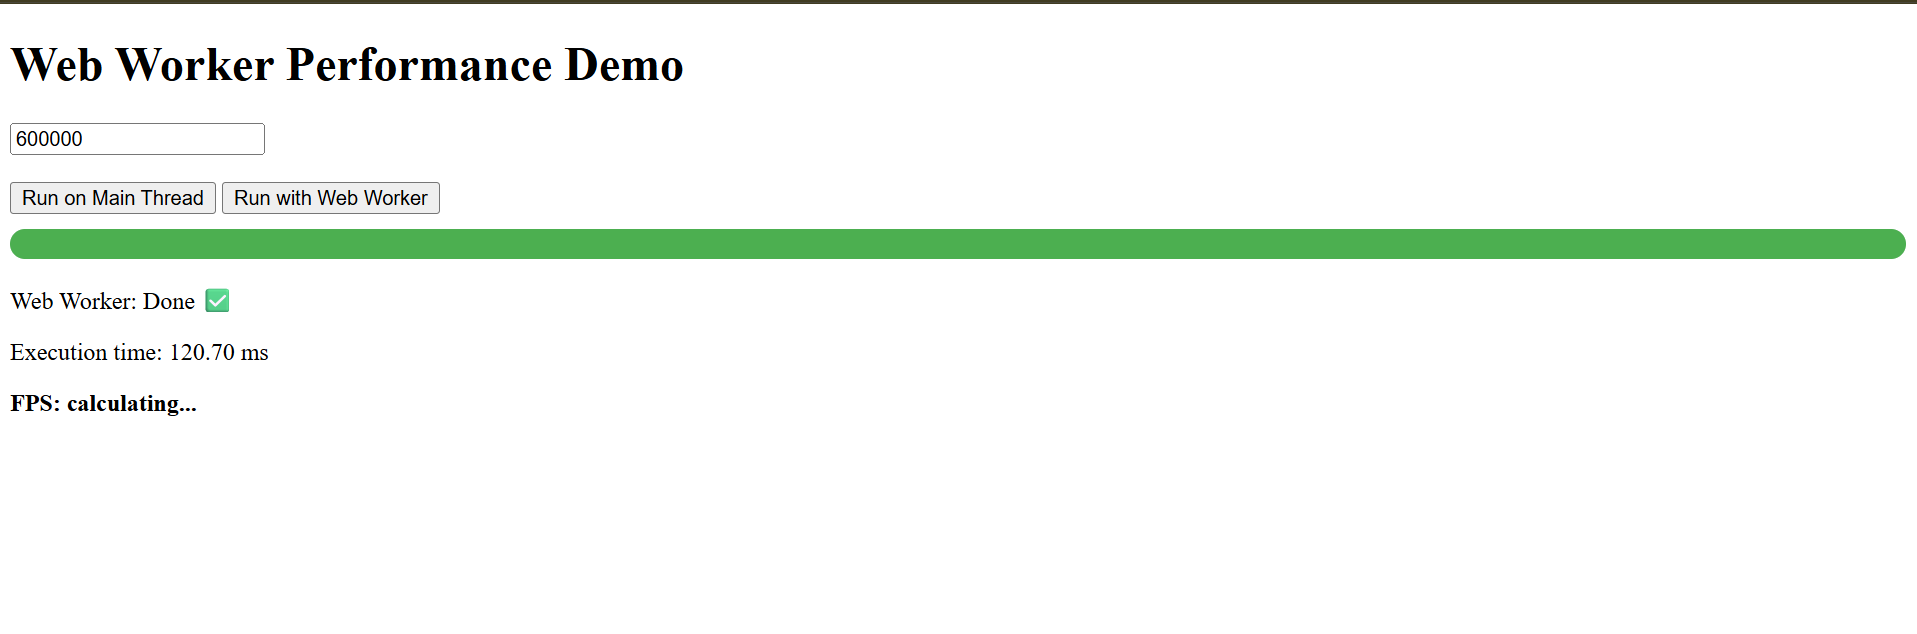 Web Worker Performance Demo
600000
Run on Main Thread Run with Web Worker
Web Worker: Done ✅
Execution time: 120.70 ms
FPS: calculating...